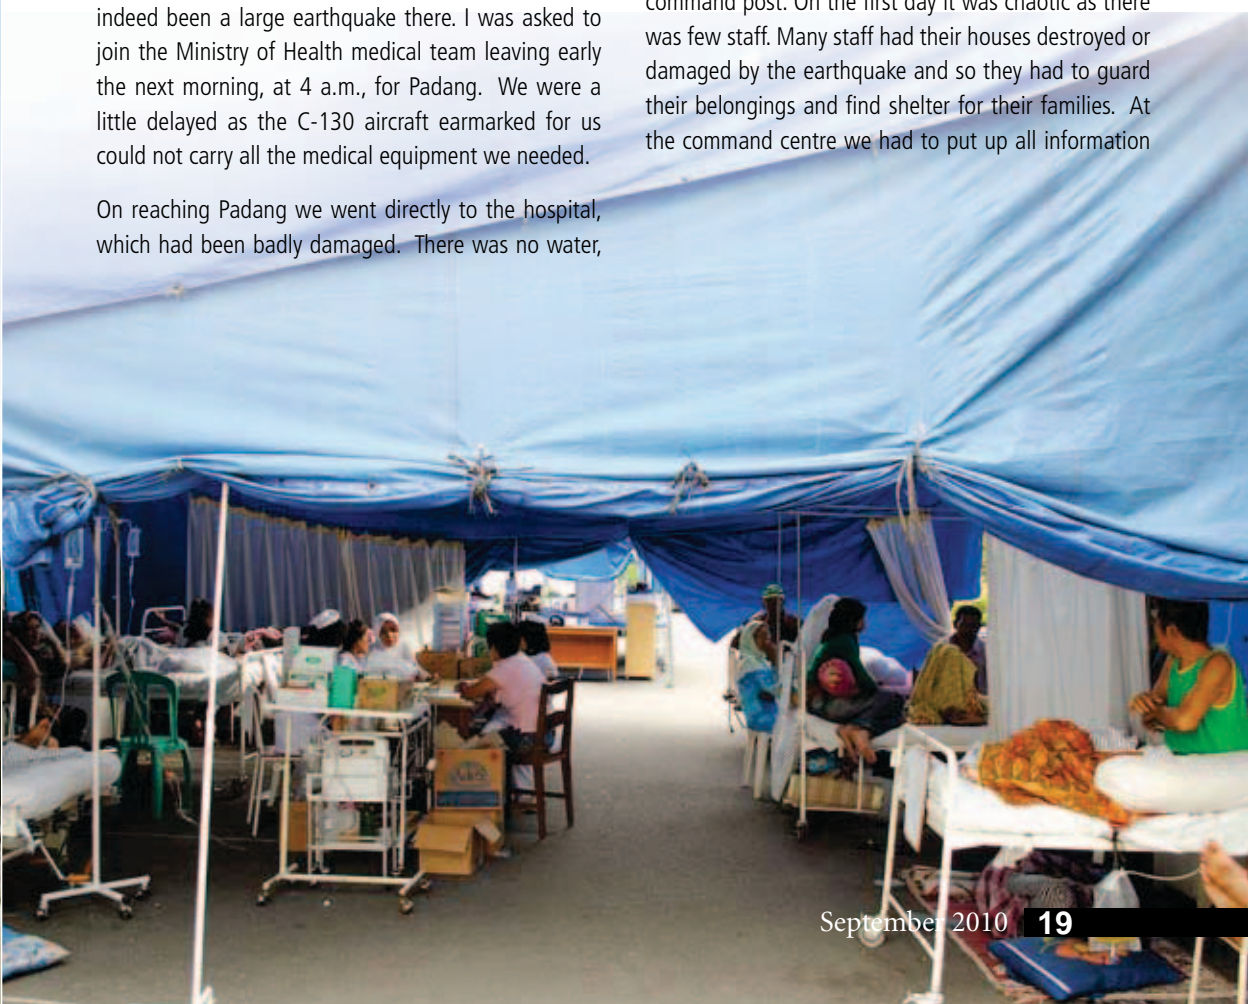 indeed been a large earthquake there. I was asked to
join the Ministry of Health medical team leaving early
the next morning, at 4 a.m., for Padang. We were a
little delayed as the C-130 aircraft earmarked for us
could not carry all the medical equipment we needed.
On reaching Padang we went directly to the hospital,
which had been badly damaged. There was no water,
command post. On the first day it was chaotic as there
was few staff. Many staff had their houses destroyed or
damaged by the earthquake and so they had to guard
their belongings and find shelter for their families. At
the command centre we had to put up all information
September 2010 19